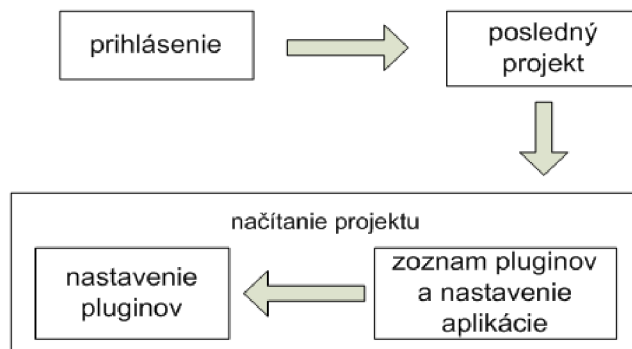 prihlásenie
posledný
projekt
načítanie projektu
zoznam pluginov
a nastavenie
aplikácie
nastavenie
pluginov